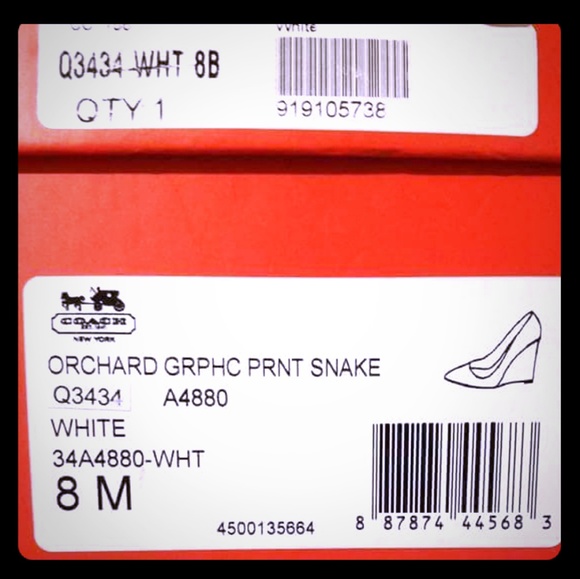 White
Q3434-WHT 8B
QTY 1
919105738
COACH
NEW YORK
ORCHARD GRPHC PRNT SNAKE
Q3434 A4880
WHITE
34A4880-WHT
8 M
4500135664
8 87874 44568 3